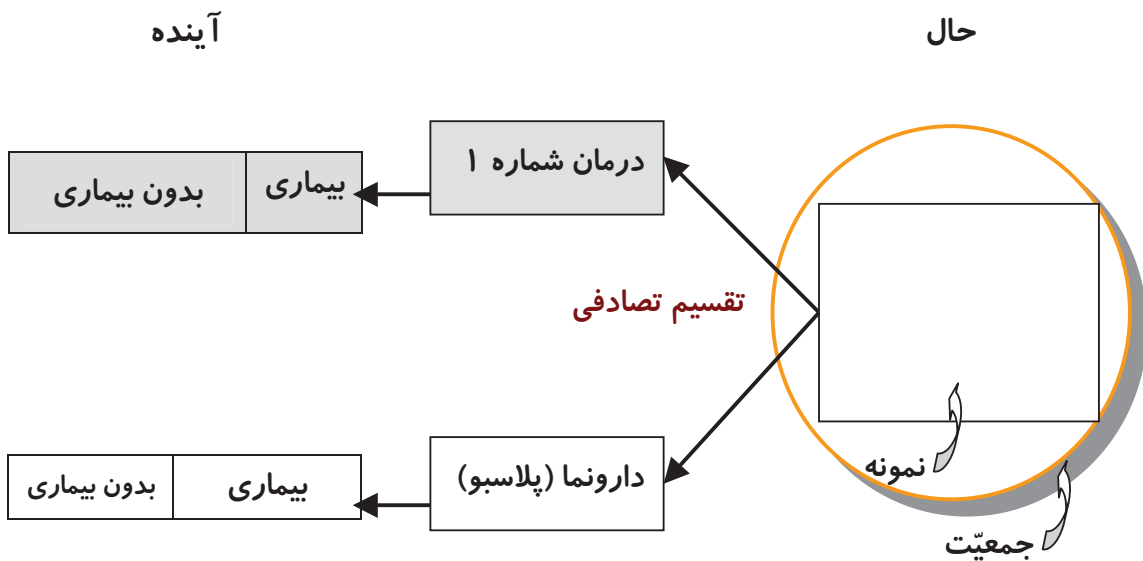 حال
آینده
درمان شماره ۱
بیماری
بدون بیماری
تقسیم تصادفی
دارونما (پلاسبو)
بیماری
بدون بیماری
نمونه
جمعیّت